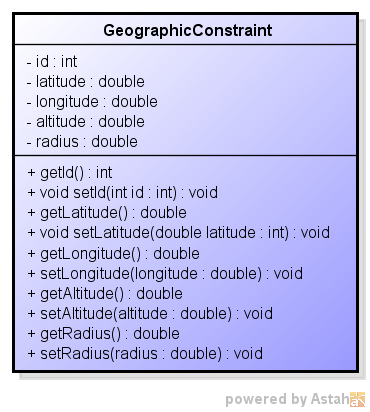 GeographicConstraint
- id : int
- latitude : double
- longitude : double
- altitude : double
- radius : double
+ getId() : int
+ void setId(int id : int) : void
+ getLatitude() : double
+ void setLatitude(double latitude : int) : void
+ getLongitude() : double
+ setLongitude(longitude : double) : void
+ getAltitude() : double
+ setAltitude(altitude : double) : void
+ getRadius() : double
+ setRadius(radius : double) : void
powered by Astah